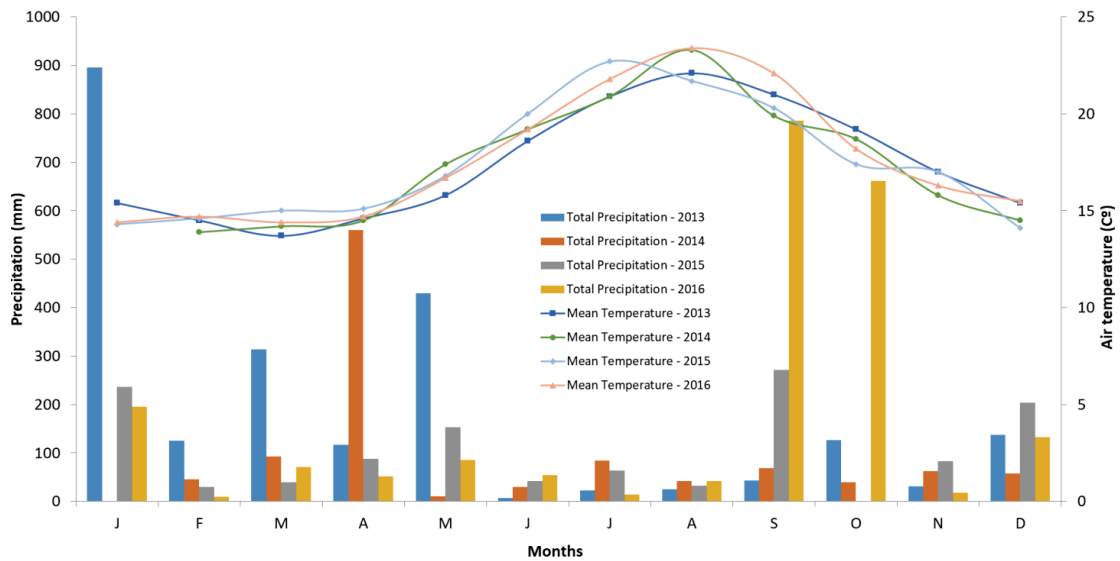 1000
900
800
700
600
500
400
300
200
100
0
Precipitation (mm)
25
20
15
10
5
0
Air temperature (Cº)
Total Precipitation - 2013
Total Precipitation - 2014
Total Precipitation - 2015
Total Precipitation - 2016
Mean Temperature - 2013
Mean Temperature - 2014
Mean Temperature - 2015
Mean Temperature - 2016
J F M A M J J A S O N D
Months